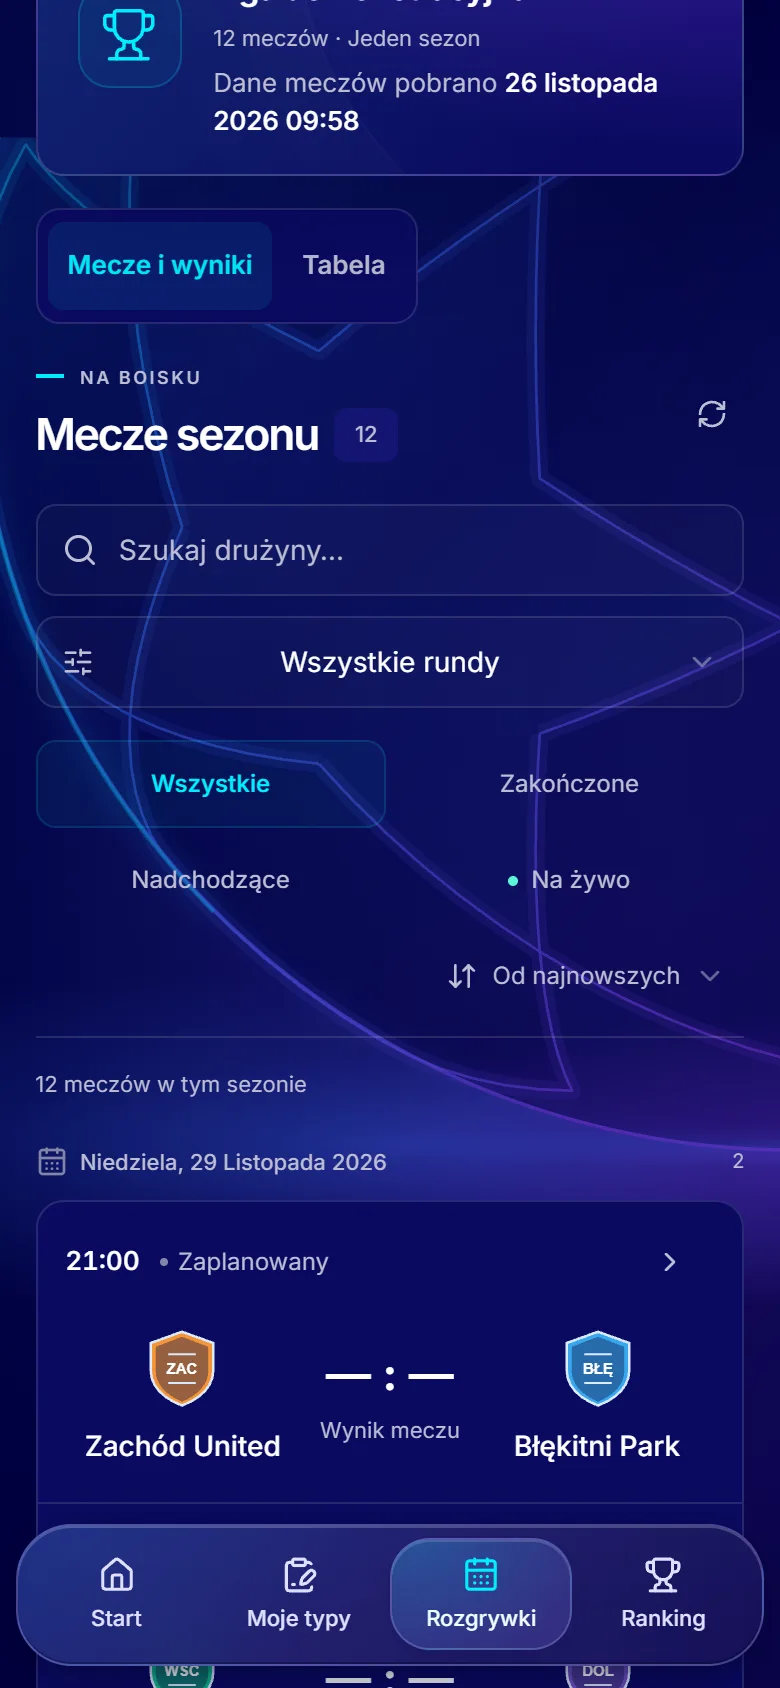 12 meczów · Jeden sezon
Dane meczów pobrano 26 listopada
2026 09:58
Mecze i wyniki
Tabela
NA BOISKU
Mecze sezonu
12
Szukaj drużyny...
Wszystkie rundy
Wszystkie
Zakończone
Nadchodzące
Na żywo
Od najnowszych
12 meczów w tym sezonie
Niedziela, 29 Listopada 2026
2
21:00 • Zaplanowany
ZAC
— : —
BŁĘ
Wynik meczu
Zachód United
Błękitni Park
Start
Moje typy
Rozgrywki
Ranking
WSC
— : —
DOL